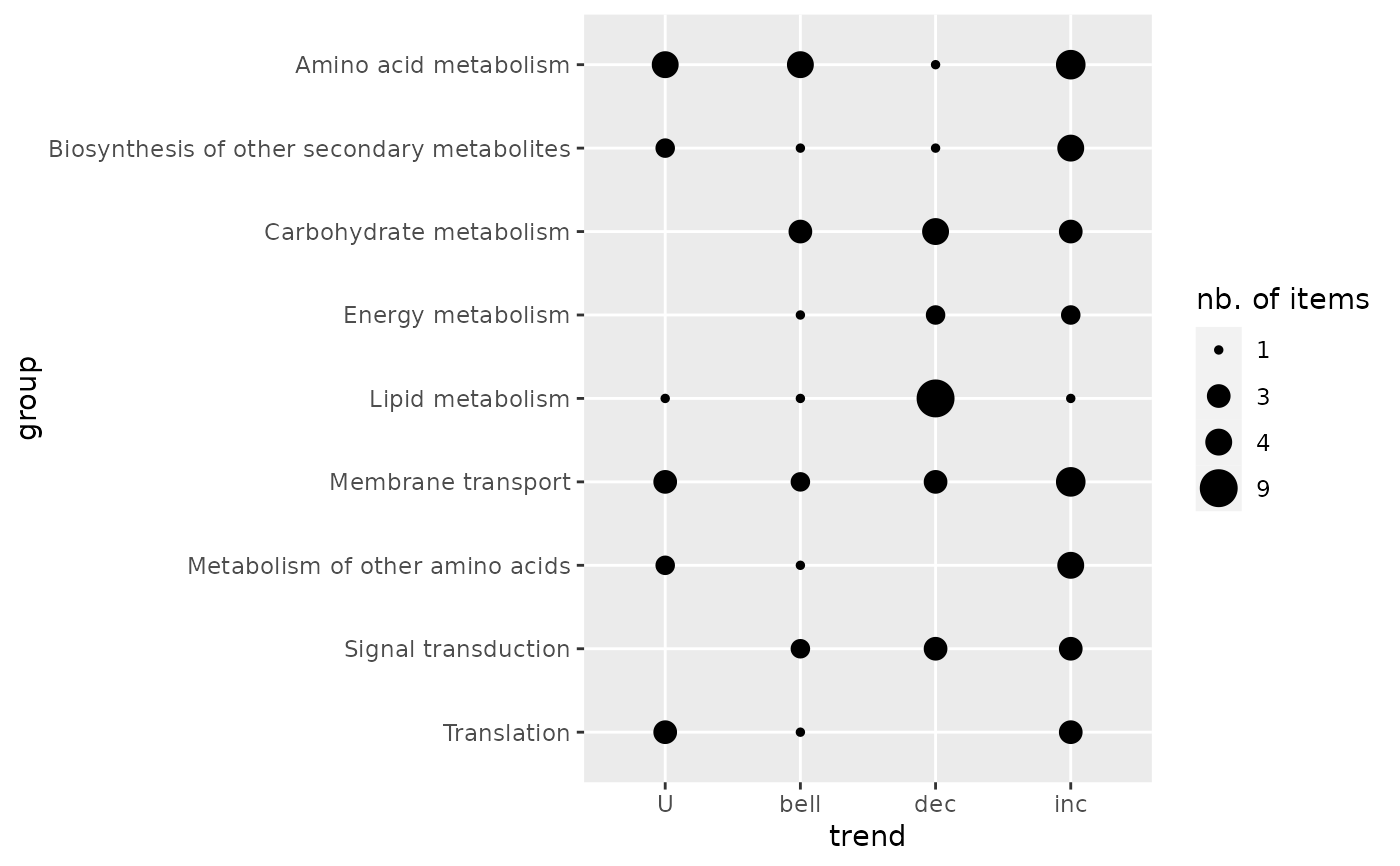 Amino acid metabolism
Biosynthesis of other secondary metabolites
Carbohydrate metabolism
Energy metabolism
Lipid metabolism
Membrane transport
Metabolism of other amino acids
Signal transduction
Translation
group
U bell dec inc
trend
nb. of items
1
3
4
9